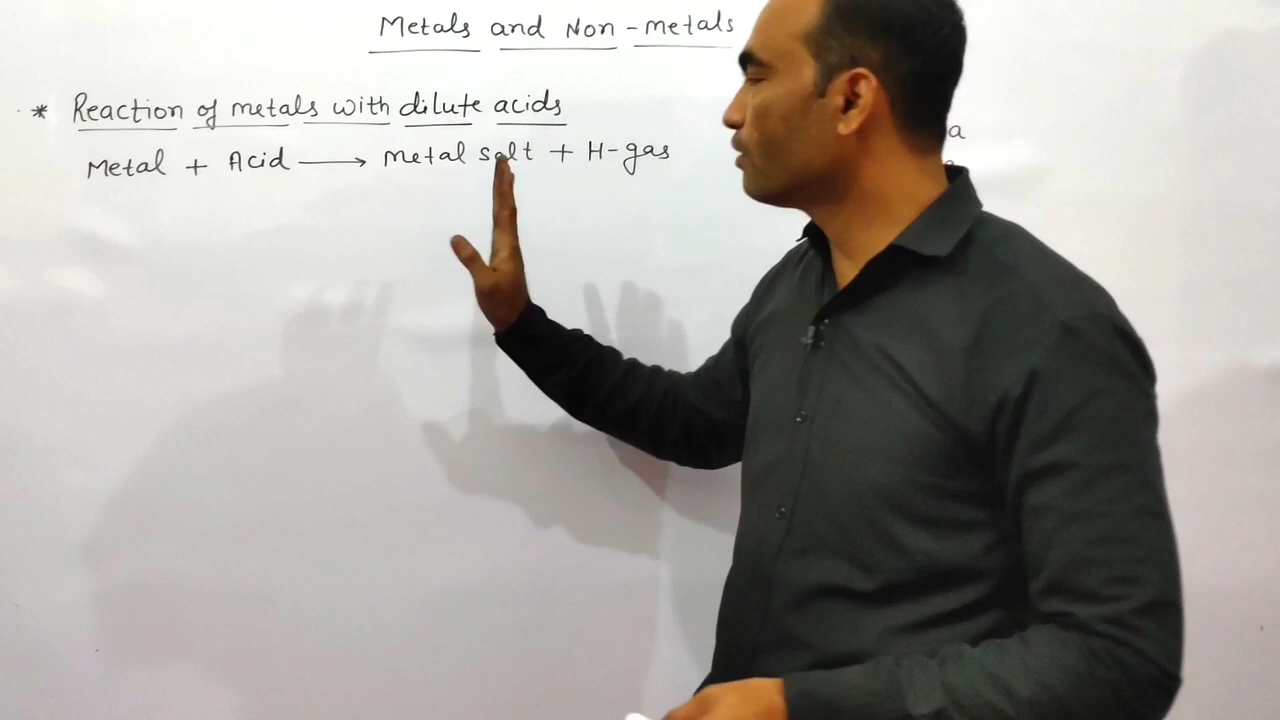 Metals and Non-metals
* Reaction of metals with dilute acids
Metal + Acid ⟶ Metal salt + H-gas
a